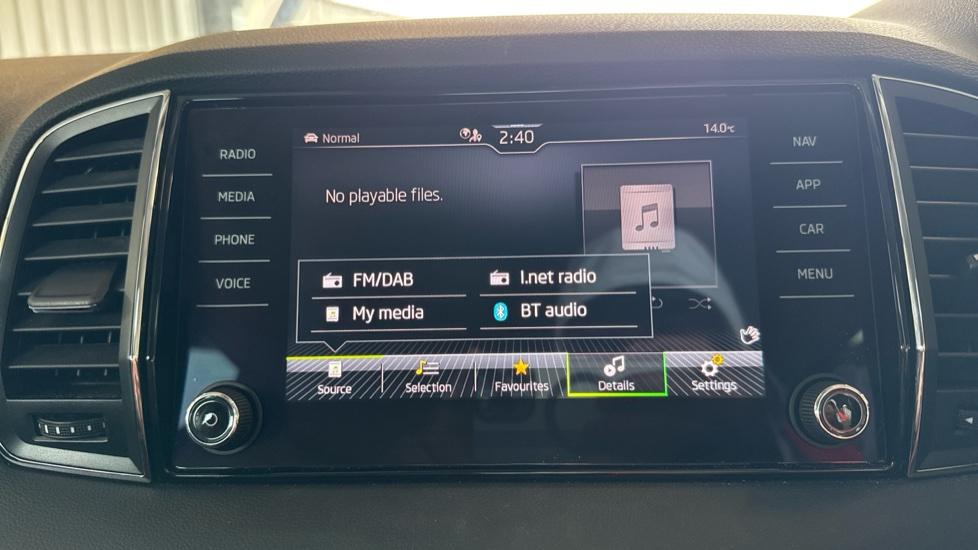 Normal
2:40
14.0°C
RADIO
MEDIA
PHONE
VOICE
No playable files.
FM/DAB
I.net radio
My media
BT audio
Source
Selection
Favourites
Details
Settings
NAV
APP
CAR
MENU